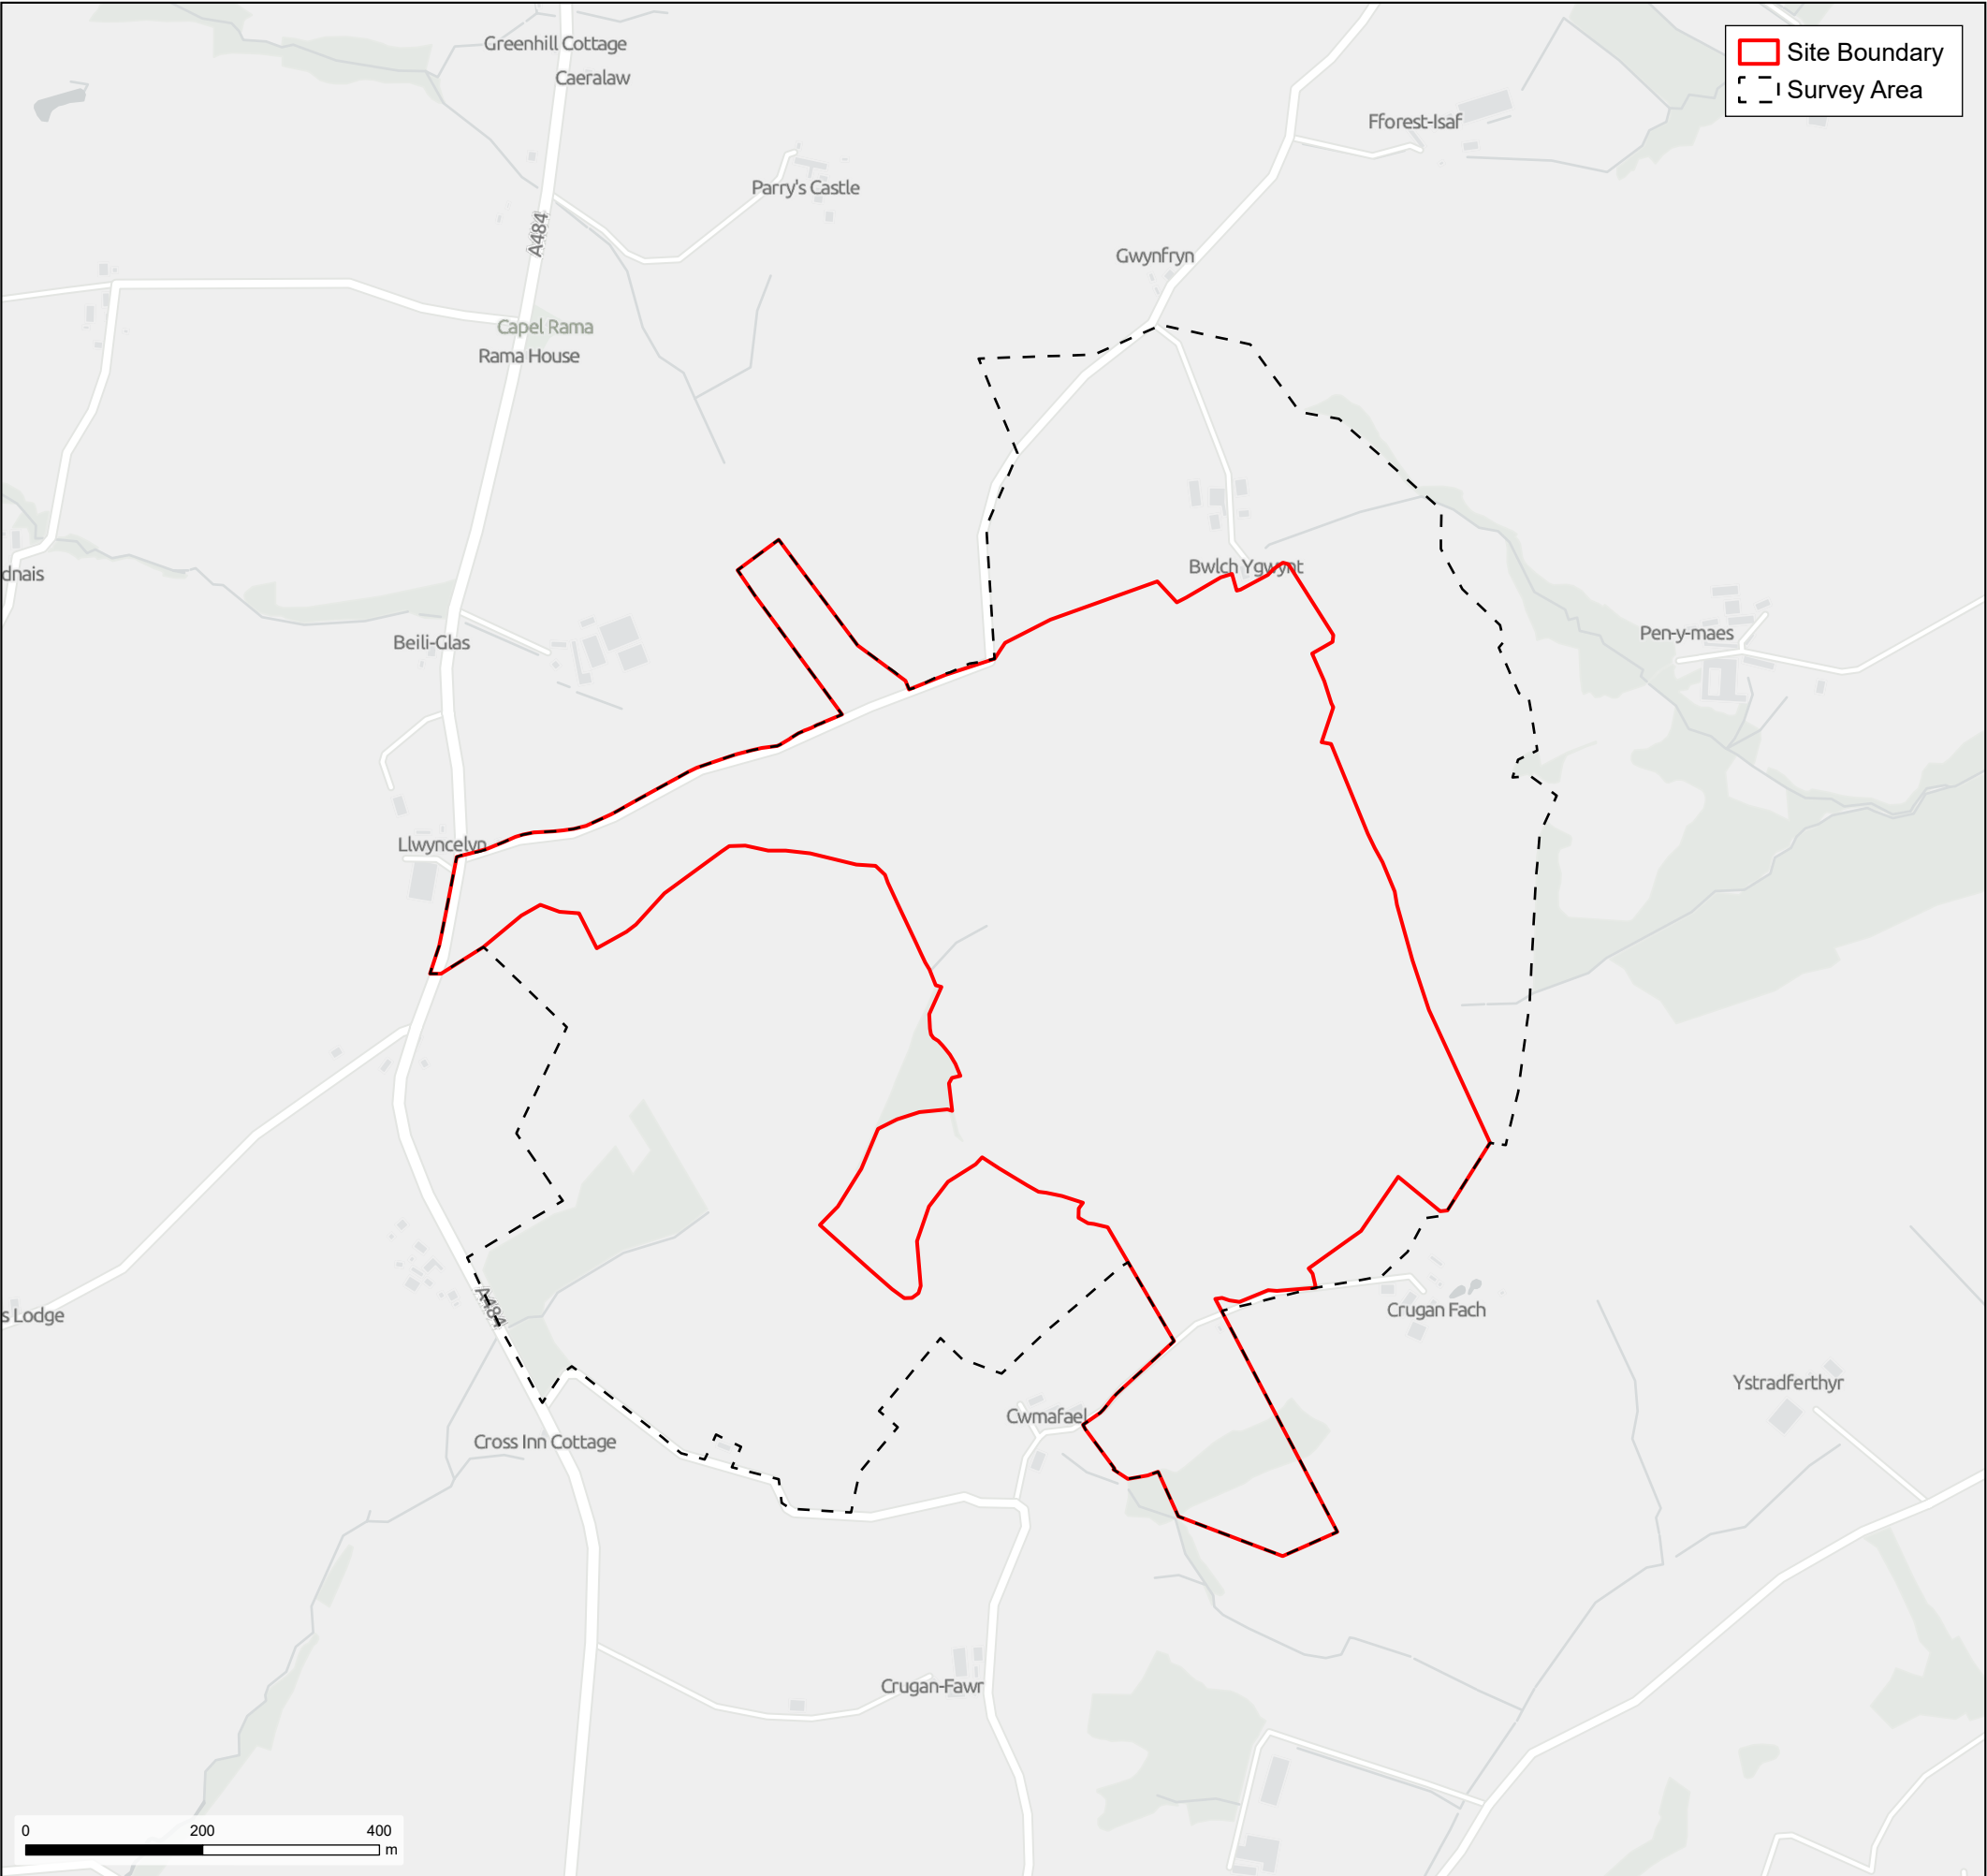 Site Boundary
Survey Area
Greenhill Cottage
Caeralaw
Fforest-Isaf
Parry's Castle
A484
Gwynfryn
Capel Rama
Rama House
Bwlch Ygwynt
dnais
Pen-y-maes
Beili-Glas
Llwyncelyn
A484
s Lodge
Crugan Fach
Ystradferthyr
Cwmafael
Cross Inn Cottage
Crugan-Fawr
0 200 400
m